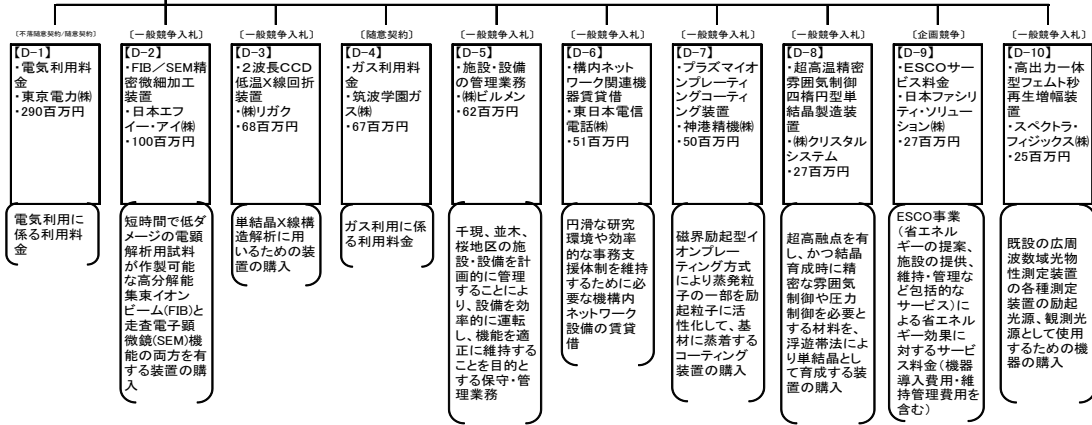 〔不落随意契約/随意契約〕
【D-1】
・電気利用料
金
・東京電力㈱
・290百万円
電気利用に
係る利用料
金
〔一般競争入札〕
【D-2】
・FIB/SEM精
密微細加工
装置
・日本エフ
イー・アイ㈱
・100百万円
短時間で低ダ
メージの電顕
解析用試料
が作製可能
な高分解能
集束イオン
ビーム(FIB)と
走査電子顕
微鏡(SEM)機
能の両方を有
する装置の購
入
〔一般競争入札〕
【D-3】
・2波長CCD
低温X線回折
装置
・㈱リガク
・68百万円
単結晶X線構
造解析に用
いるための装
置の購入
〔随意契約〕
【D-4】
・ガス利用料
金
・筑波学園ガ
ス㈱
・67百万円
ガス利用に係
る利用料金
〔一般競争入札〕
【D-5】
・施設・設備
の管理業務
・㈱ビルメン
・62百万円
千現、並木、
桜地区の施
設・設備を計
画的に管理
することによ
り、設備を効
率的に運転
し、機能を適
正に維持する
ことを目的と
する保守・管
理業務
〔一般競争入札〕
【D-6】
・構内ネット
ワーク関連機
器賃貸借
・東日本電信
電話㈱
・51百万円
円滑な研究
環境や効率
的な事務支
援体制を維持
するために必
要な機構内
ネットワーク
設備の賃貸
借
〔一般競争入札〕
【D-7】
・プラズマイオ
ンプレーティ
ングコーティ
ング装置
・神港精機㈱
・50百万円
磁界励起型イ
オンプレー
ティング方式
により蒸発粒
子の一部を励
起粒子に活
性化して、基
材に蒸着する
コーティング
装置の購入
〔一般競争入札〕
【D-8】
・超高温精密
雰囲気制御
四楕円型単
結晶製造装
置
・㈱クリスタル
システム
・27百万円
超高融点を有
し、かつ結晶
育成時に精
密な雰囲気
制御や圧力
制御を必要と
する材料を、
浮遊帯法によ
り単結晶とし
て育成する装
置の購入
〔企画競争〕
【D-9】
・ESCOサー
ビス料金
・日本ファシリ
ティ・ソリュー
ション㈱
・27百万円
ESCO事業
(省エネル
ギーの提案、
施設の提供、
維持・管理な
ど包括的な
サービス)に
よる省エネル
ギー効果に
対するサービ
ス料金(機器
導入費用・維
持管理費用を
含む)
〔一般競争入札〕
【D-10】
・高出力一体
型フェムト秒
再生増幅装
置
・スペクトラ・
フィジックス㈱
・25百万円
既設の広周
波数域光物
性測定装置
の各種測定
装置の励起
光源、観測光
源として使用
するための機
器の購入